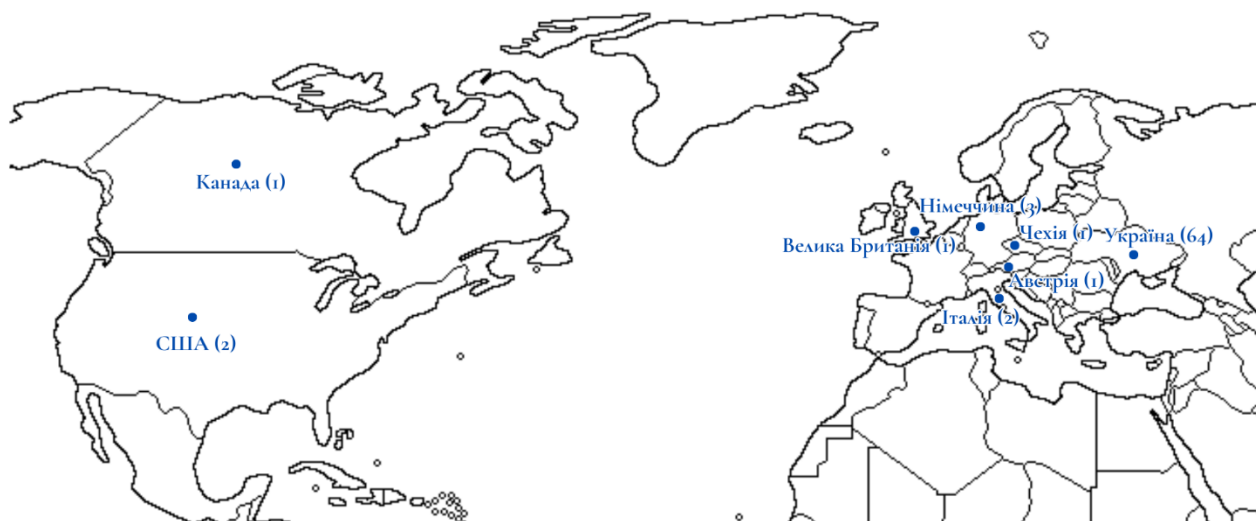 Канада (1)
США (2)
Німеччина (3)
Велика Британія (1)
Чехія (1)
Україна (64)
Австрія (1)
Італія (2)